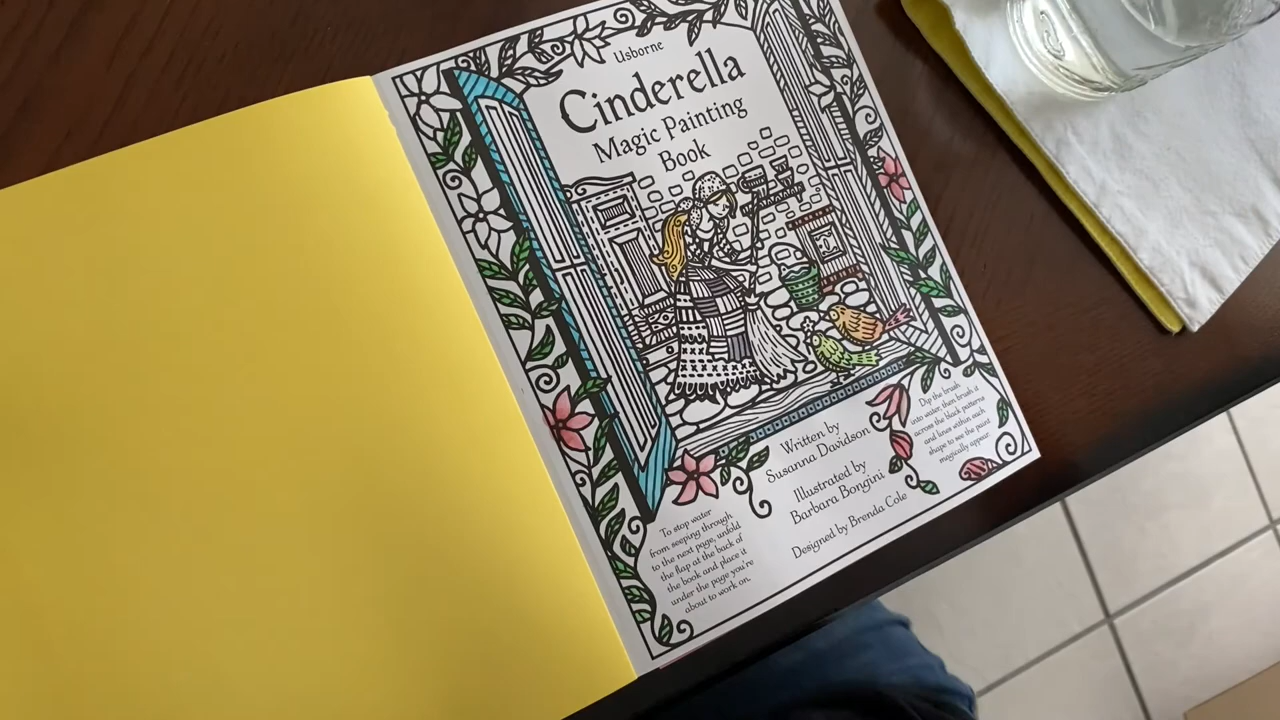 Usborne
Cinderella
Magic Painting
Book
Written by
Susanna Davidson
Illustrated by
Barbara Bongini
Designed by Brenda Cole
To stop water
from seeping through
to the next page, unfold
the flap at the back of
the book and place it
under the page you're
about to work on.
Dip the brush
into water, then brush it
across the black patterns
and lines within each
shape to see the paint
magically appear.